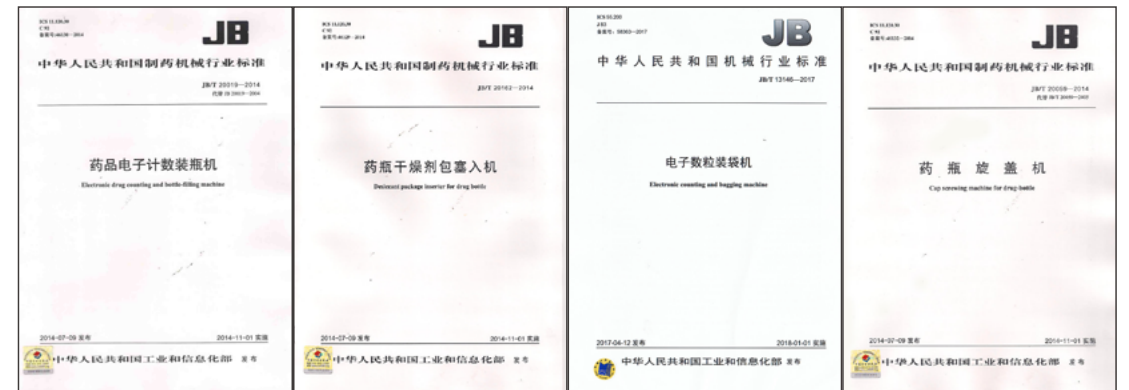 ICS 11.120.30
C 91
JB
中华人民共和国制药机械行业标准
JB/T 20019—2014
代替 JB 20019—2004
药品电子计数装瓶机
Electronic drug counting and bottle-filling machine
2014-07-09 发布
2014-11-01 实施
中华人民共和国工业和信息化部 发布
JB
中华人民共和国制药机械行业标准
JB/T 20162—2014
药瓶干燥剂包塞入机
Desiccant package inserter for drug bottle
2014-07-09 发布
2014-11-01 实施
中华人民共和国工业和信息化部 发布
JB
中华人民共和国机械行业标准
JB/T 13146—2017
电子数粒装袋机
Electronic counting and bagging machine
2017-04-12 发布
2018-01-01 实施
中华人民共和国工业和信息化部 发布
JB
中华人民共和国制药机械行业标准
药瓶旋盖机
Cap screwing machine for drug-bottle
2014-07-09 发布
2014-11-01 实施
中华人民共和国工业和信息化部 发布